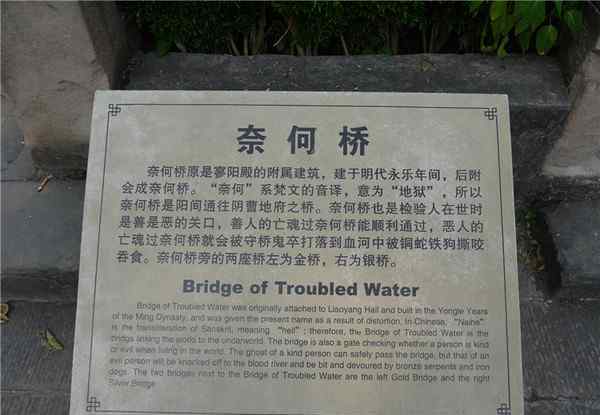 奈何桥
奈何桥原是寥阳殿的附属建筑，建于明代永乐年间，后附
会成奈何桥。“奈何”系梵文的音译，意为“地狱”，所以
奈何桥是阳间通往阴曹地府之桥。奈何桥也是检验人在世时
是善是恶的关口，善人的亡魂过奈何桥能顺利通过，恶人的
亡魂过奈何桥就会被守桥鬼卒打落到血河中被铜蛇铁狗撕咬
吞食。奈何桥旁的两座桥左为金桥，右为银桥。
Bridge of Troubled Water
Bridge of Troubled Water was originally attached to Liaoyang Hall and built in the Yongle Years
of the Ming Dynasty, and was given the present name as a result of distortion. In Chinese, “Naihe”
is the transliteration of Sanskrit, meaning “hell”; therefore, the Bridge of Troubled Water is the
bridge linking the world to the underworld. The bridge is also a gate checking whether a person is kind
or evil when living in the world. The ghost of a kind person can safely pass the bridge, but that of an
evil person will be knocked off to the blood river and be bit and devoured by bronze serpents and iron
dogs. The two bridges next to the Bridge of Troubled Water are the left Gold Bridge and the right
Silver Bridge.